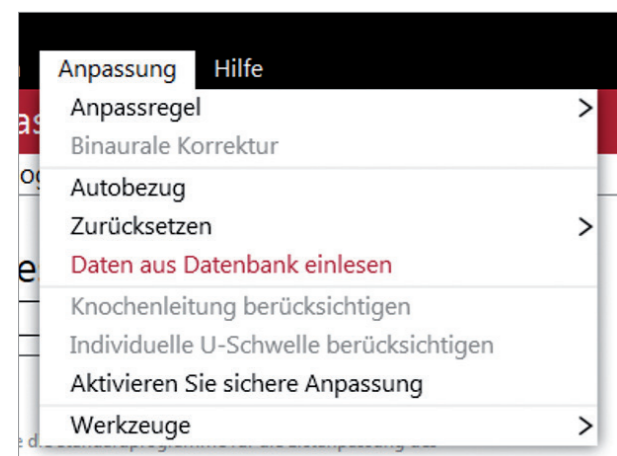 Anpassung Hilfe
Anpassregel
Binaurale Korrektur
Autobezug
Zurücksetzen
Daten aus Datenbank einlesen
Knochenleitung berücksichtigen
Individuelle U-Schwelle berücksichtigen
Aktivieren Sie sichere Anpassung
Werkzeuge